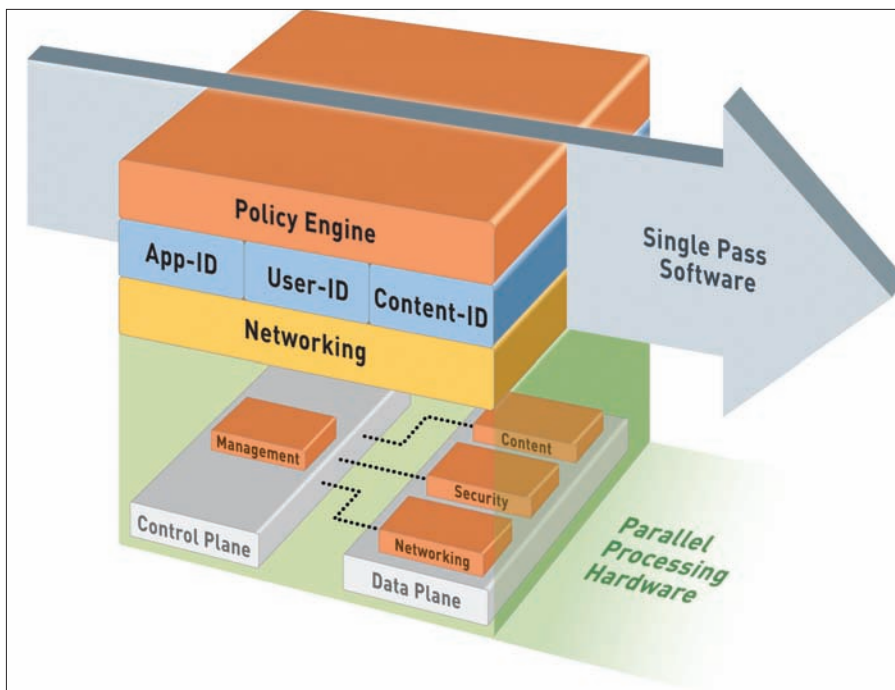 Policy Engine
App-ID
User-ID
Content-ID
Networking
Single Pass
Software
Management
Content
Security
Networking
Control Plane
Data Plane
Parallel
Processing
Hardware